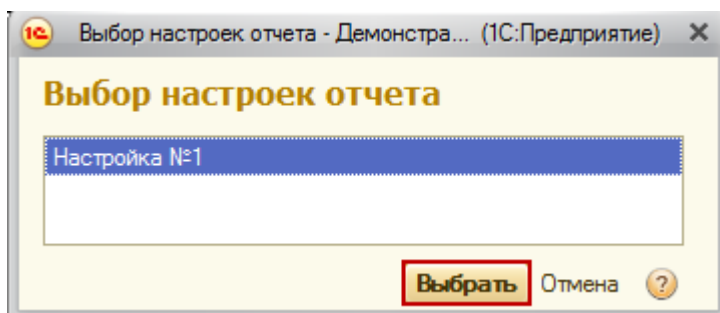 1С Выбор настроек отчета - Демонстра... (1С:Предприятие)
Выбор настроек отчета
Настройка №1
Выбрать Отмена ?